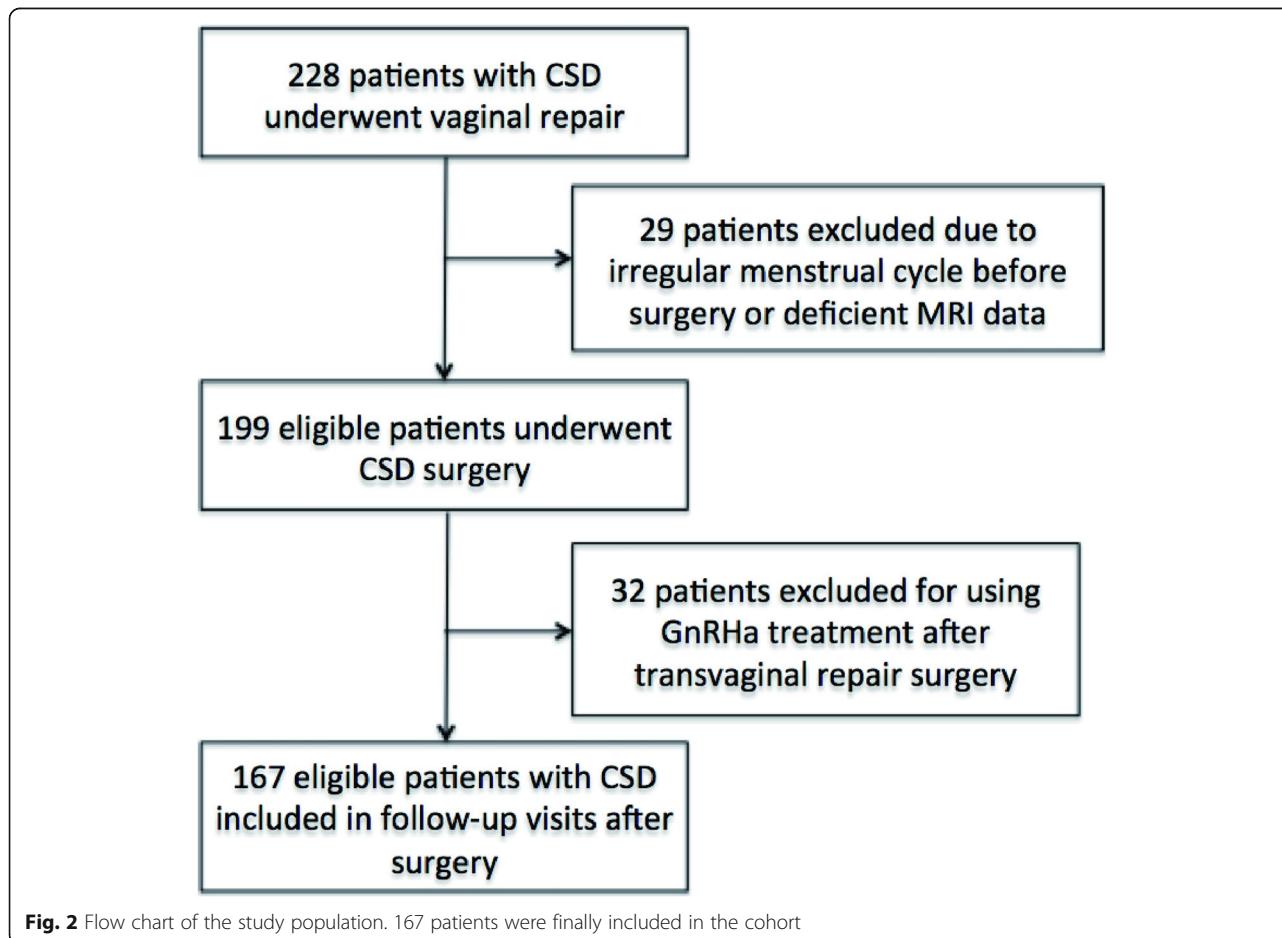 228 patients with CSD
underwent vaginal repair
29 patients excluded due to
irregular menstrual cycle before
surgery or deficient MRI data
199 eligible patients underwent
CSD surgery
32 patients excluded for using
GnRHa treatment after
transvaginal repair surgery
167 eligible patients with CSD
included in follow-up visits after
surgery
Fig. 2 Flow chart of the study population. 167 patients were finally included in the cohort